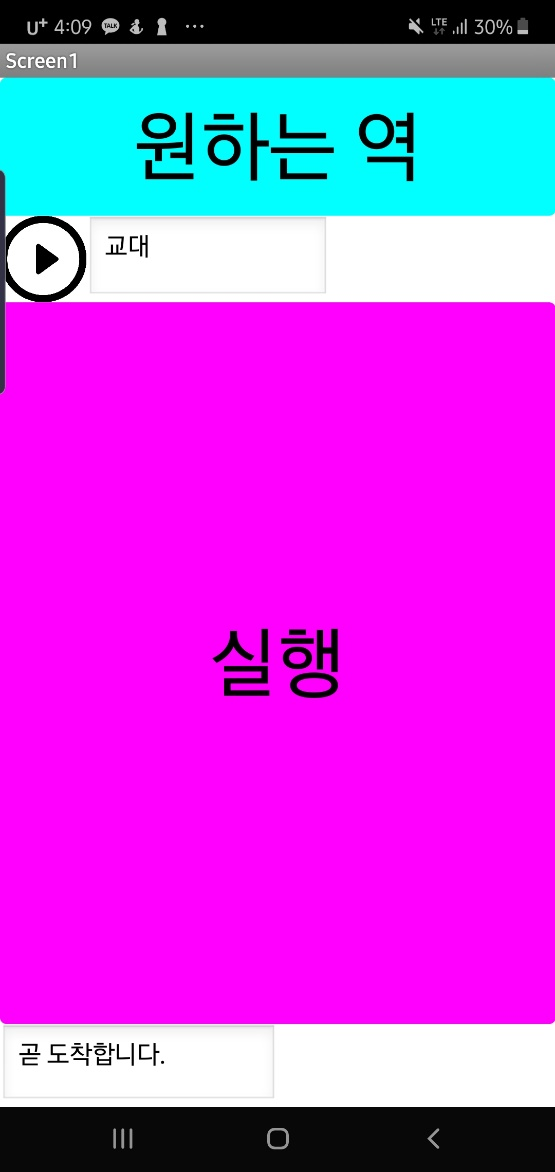 U+ 4:09 TALK ... LTE 30%
Screen1
원하는 역
교대
실행
곧 도착합니다.